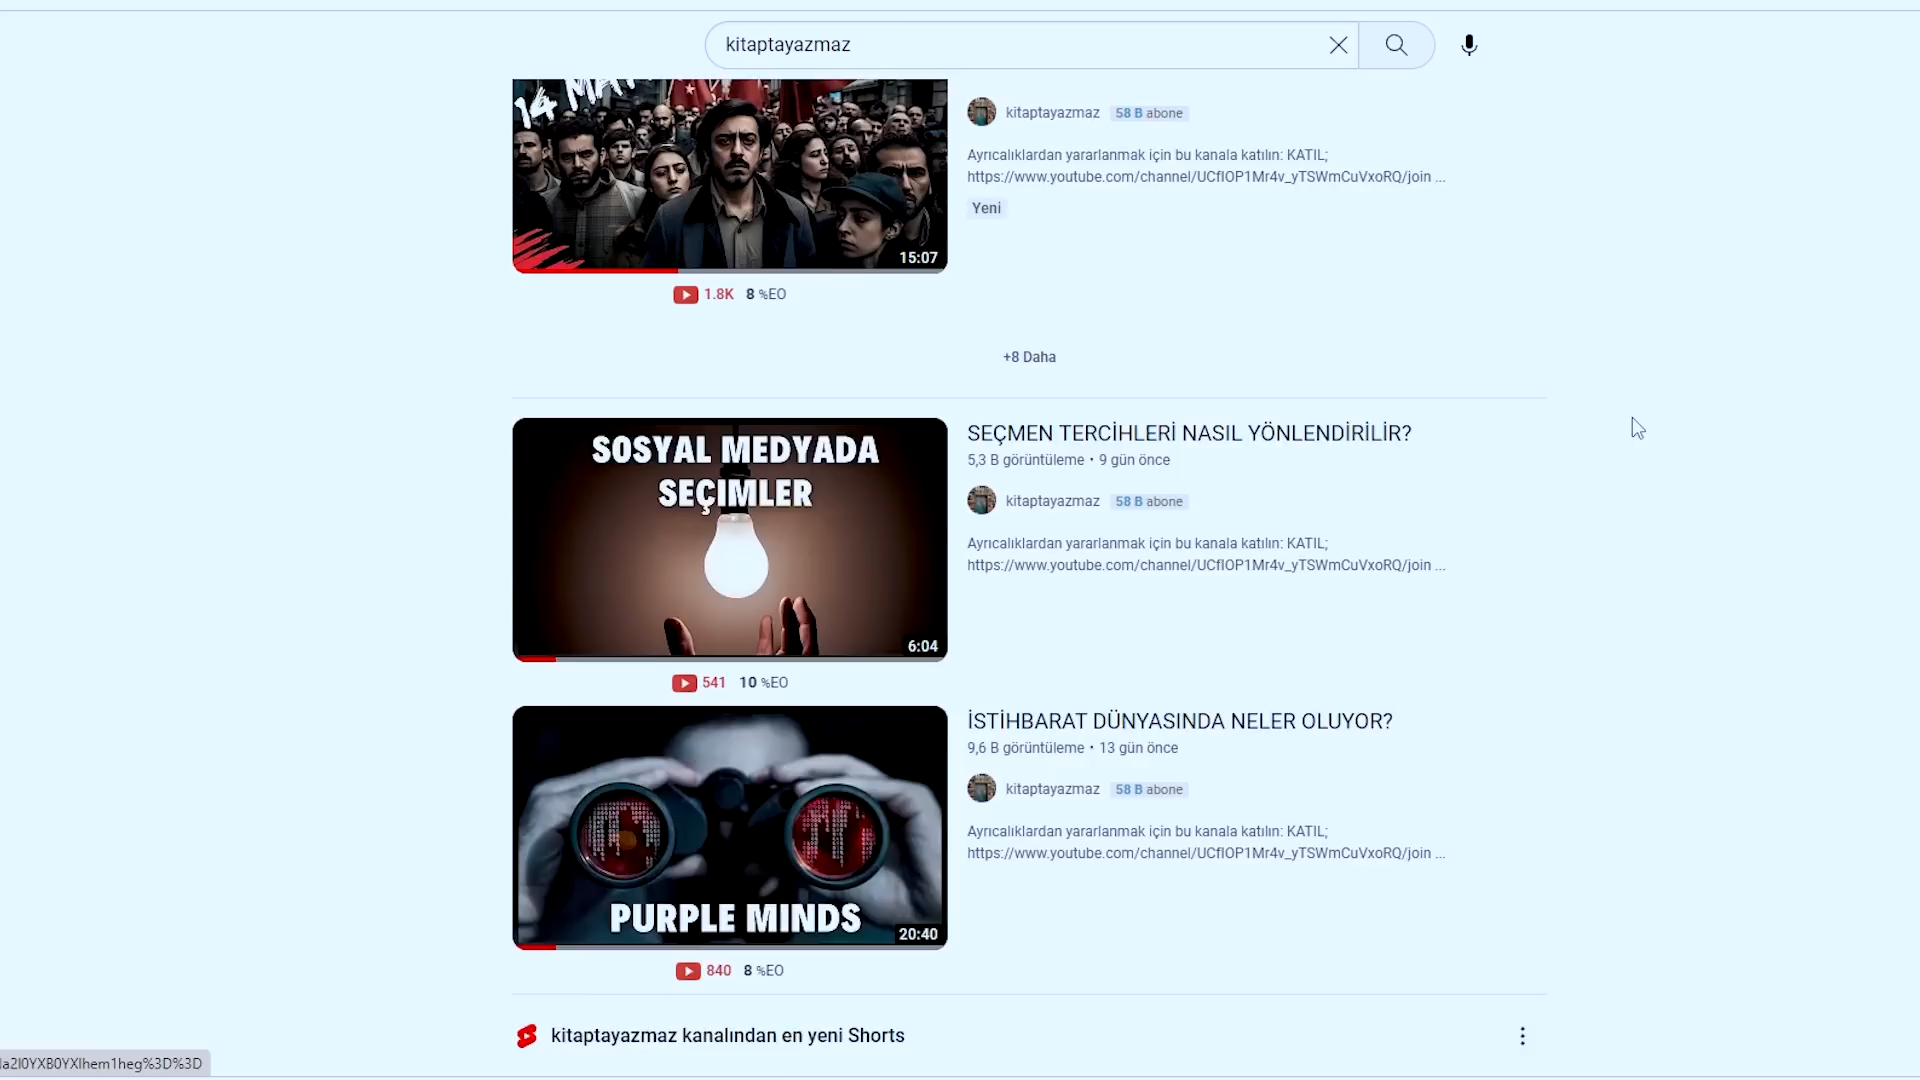 kitaptayazmaz
14 MAY
kitaptayazmaz 58 B abone
Ayrıcalıklardan yararlanmak için bu kanala katılın: KATIL;
https://www.youtube.com/channel/UCfIOP1Mr4v_yTSWmCuVxoRQ/join ...
Yeni
15:07
1.8K 8 %EO
+8 Daha
SOSYAL MEDYADA
SEÇİMLER
6:04
541 10 %EO
SEÇMEN TERCİHLERİ NASIL YÖNLENDİRİLİR?
5,3 B görüntüleme • 9 gün önce
kitaptayazmaz 58 B abone
Ayrıcalıklardan yararlanmak için bu kanala katılın: KATIL;
https://www.youtube.com/channel/UCfIOP1Mr4v_yTSWmCuVxoRQ/join ...
PURPLE MINDS
20:40
840 8 %EO
İSTİHBARAT DÜNYASINDA NELER OLUYOR?
9,6 B görüntüleme • 13 gün önce
kitaptayazmaz 58 B abone
Ayrıcalıklardan yararlanmak için bu kanala katılın: KATIL;
https://www.youtube.com/channel/UCfIOP1Mr4v_yTSWmCuVxoRQ/join ...
kitaptayazmaz kanalından en yeni Shorts